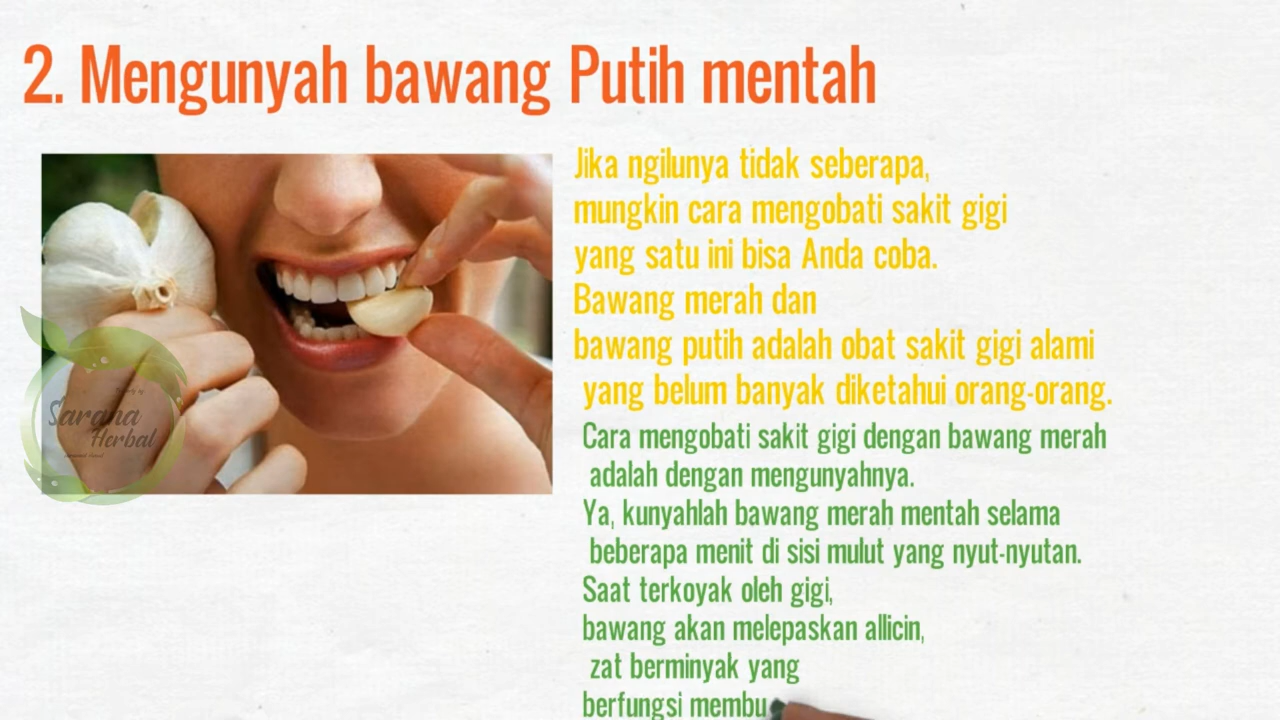 2. Mengunyah bawang Putih mentah
Jika ngilunya tidak seberapa,
mungkin cara mengobati sakit gigi
yang satu ini bisa Anda coba.
Bawang merah dan
bawang putih adalah obat sakit gigi alami
yang belum banyak diketahui orang-orang.
Cara mengobati sakit gigi dengan bawang merah
adalah dengan mengunyahnya.
Ya, kunyahlah bawang merah mentah selama
beberapa menit di sisi mulut yang nyut-nyutan.
Saat terkoyak oleh gigi,
bawang akan melepaskan allicin,
zat berminyak yang
berfungsi membu
Sarana
Herbal